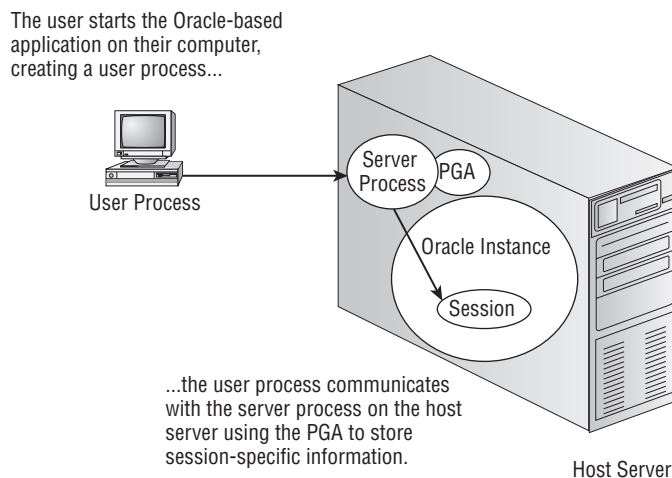 The user starts the Oracle-based
application on their computer,
creating a user process...
User Process
Server
Process
PGA
Oracle Instance
Session
...the user process communicates
with the server process on the host
server using the PGA to store
session-specific information.
Host Server